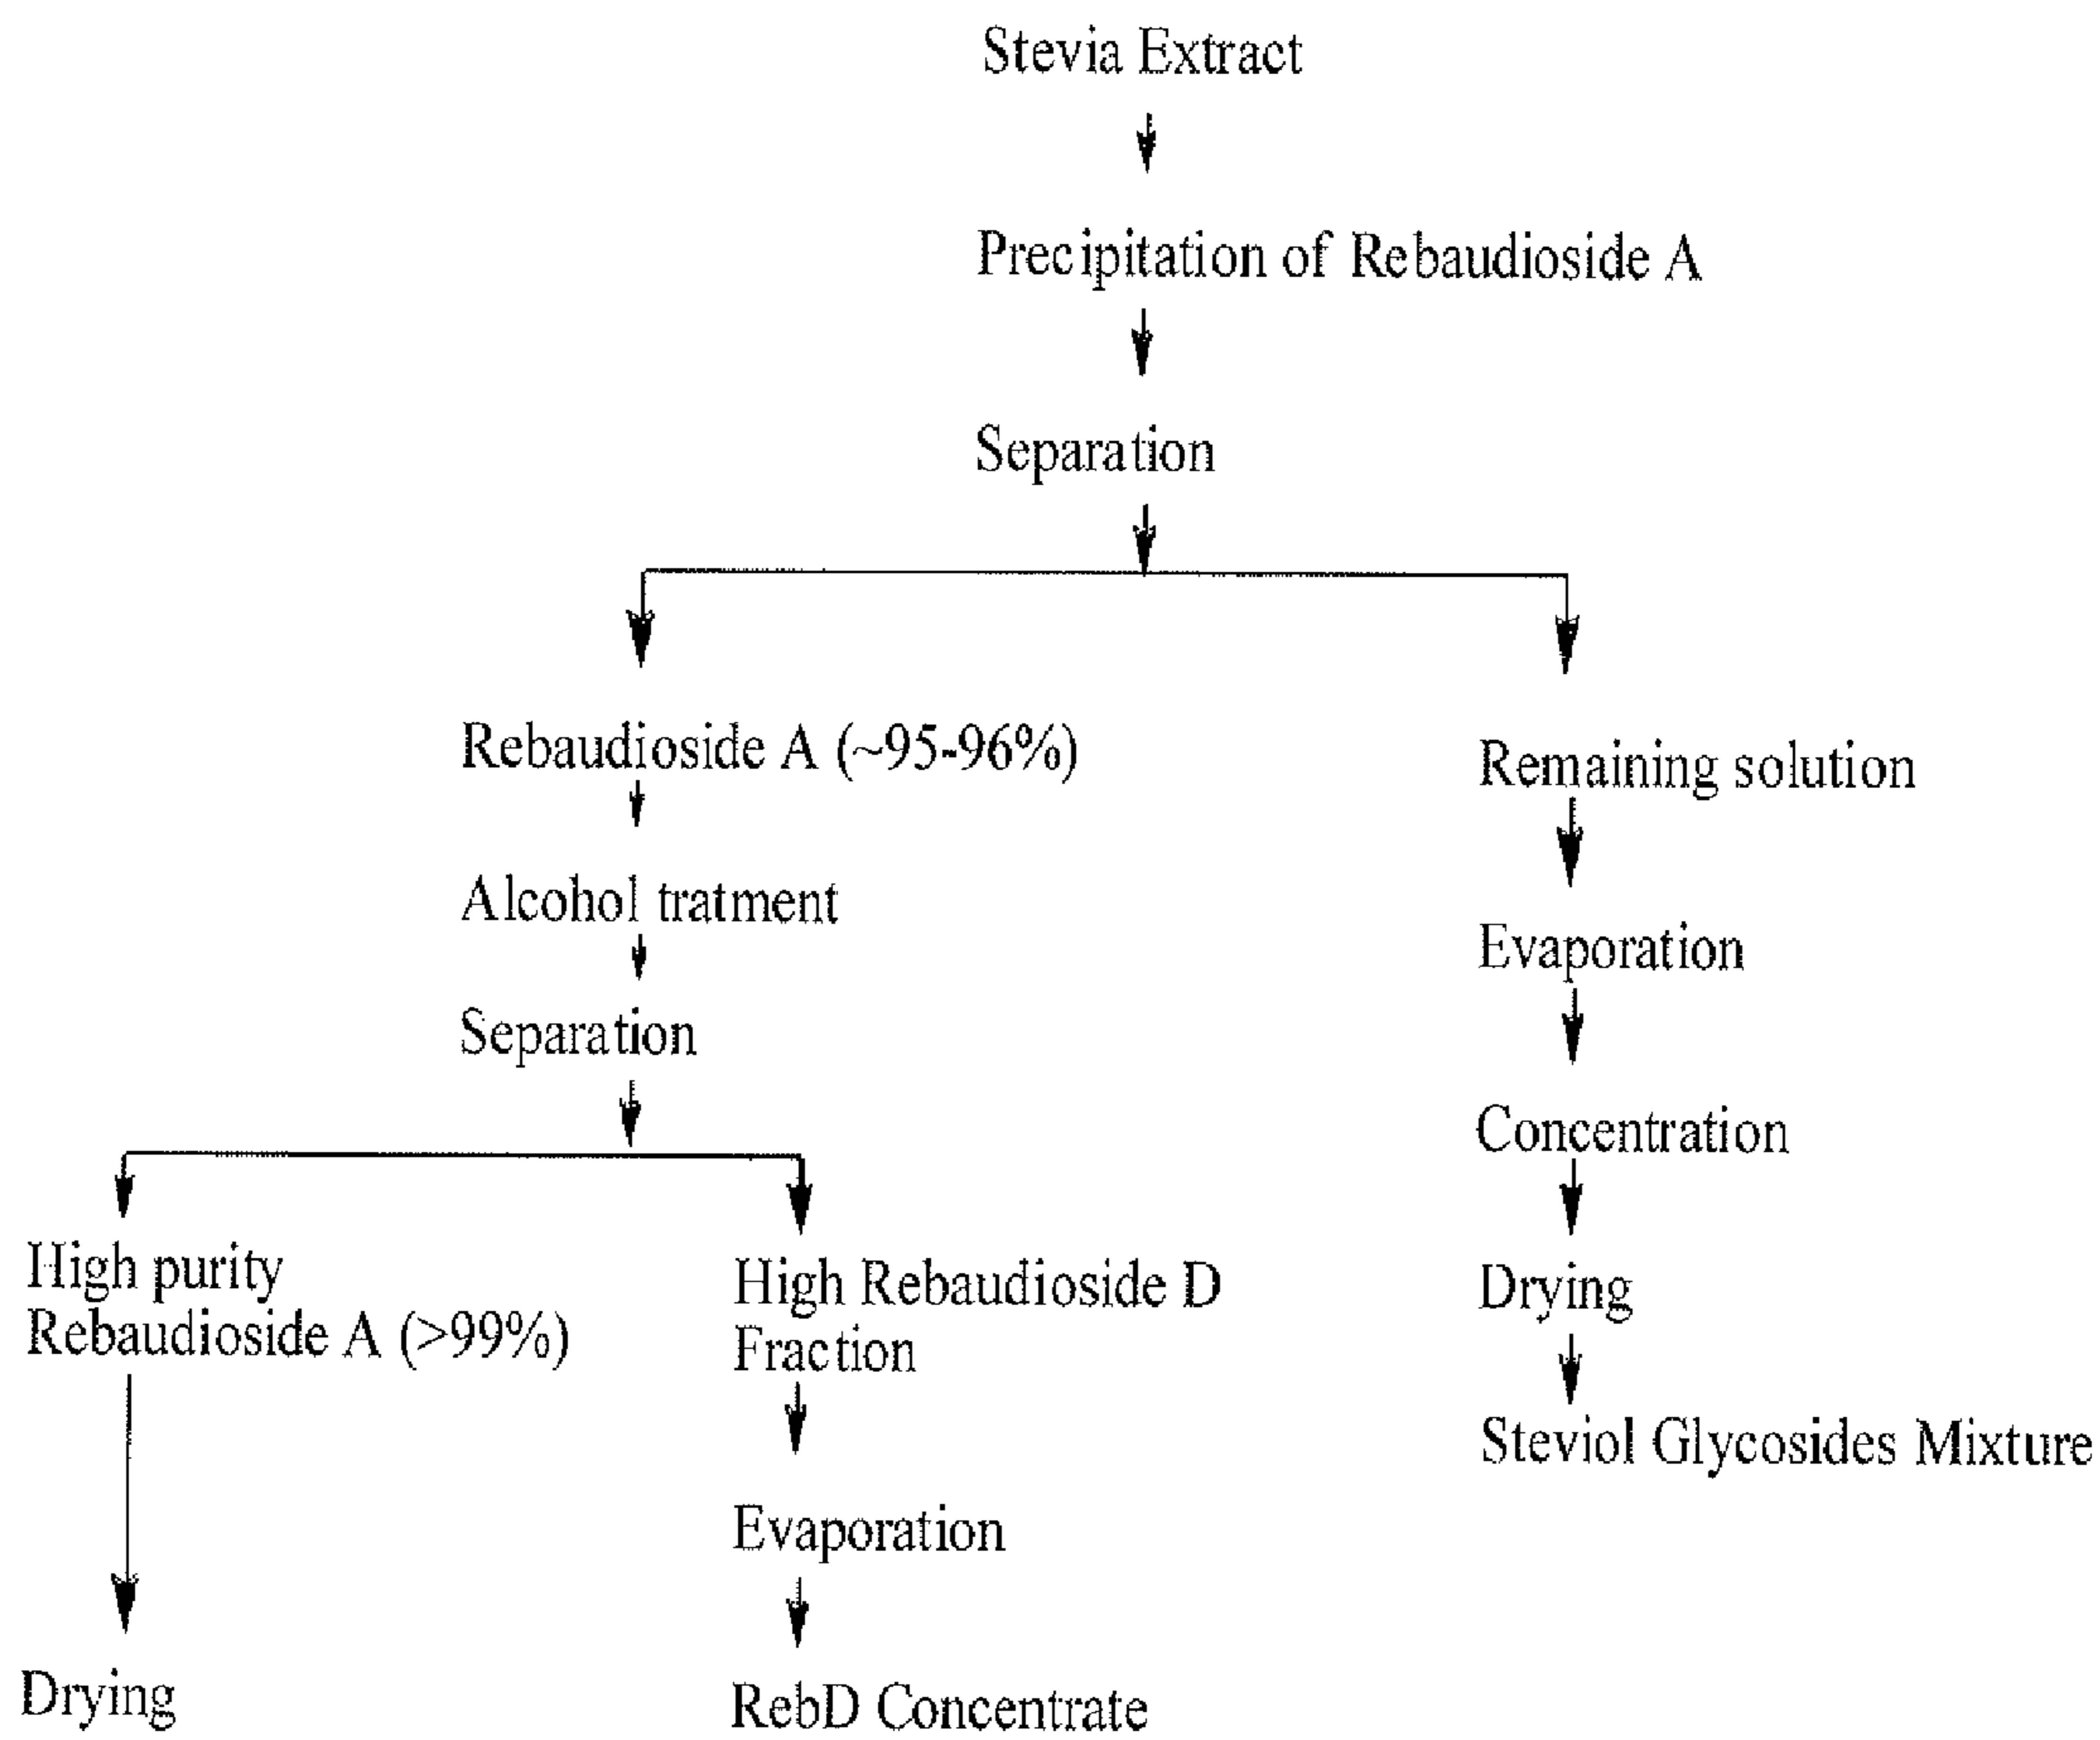 Stevia Extract
Precipitation of Rebaudioside A
Separation
Rebaudioside A (~95-96%)
Alcohol tratment
Separation
High purity
Rebaudioside A (>99%)
Drying
High Rebaudioside D
Fraction
Evaporation
RebD Concentrate
Remaining solution
Evaporation
Concentration
Drying
Steviol Glycosides Mixture